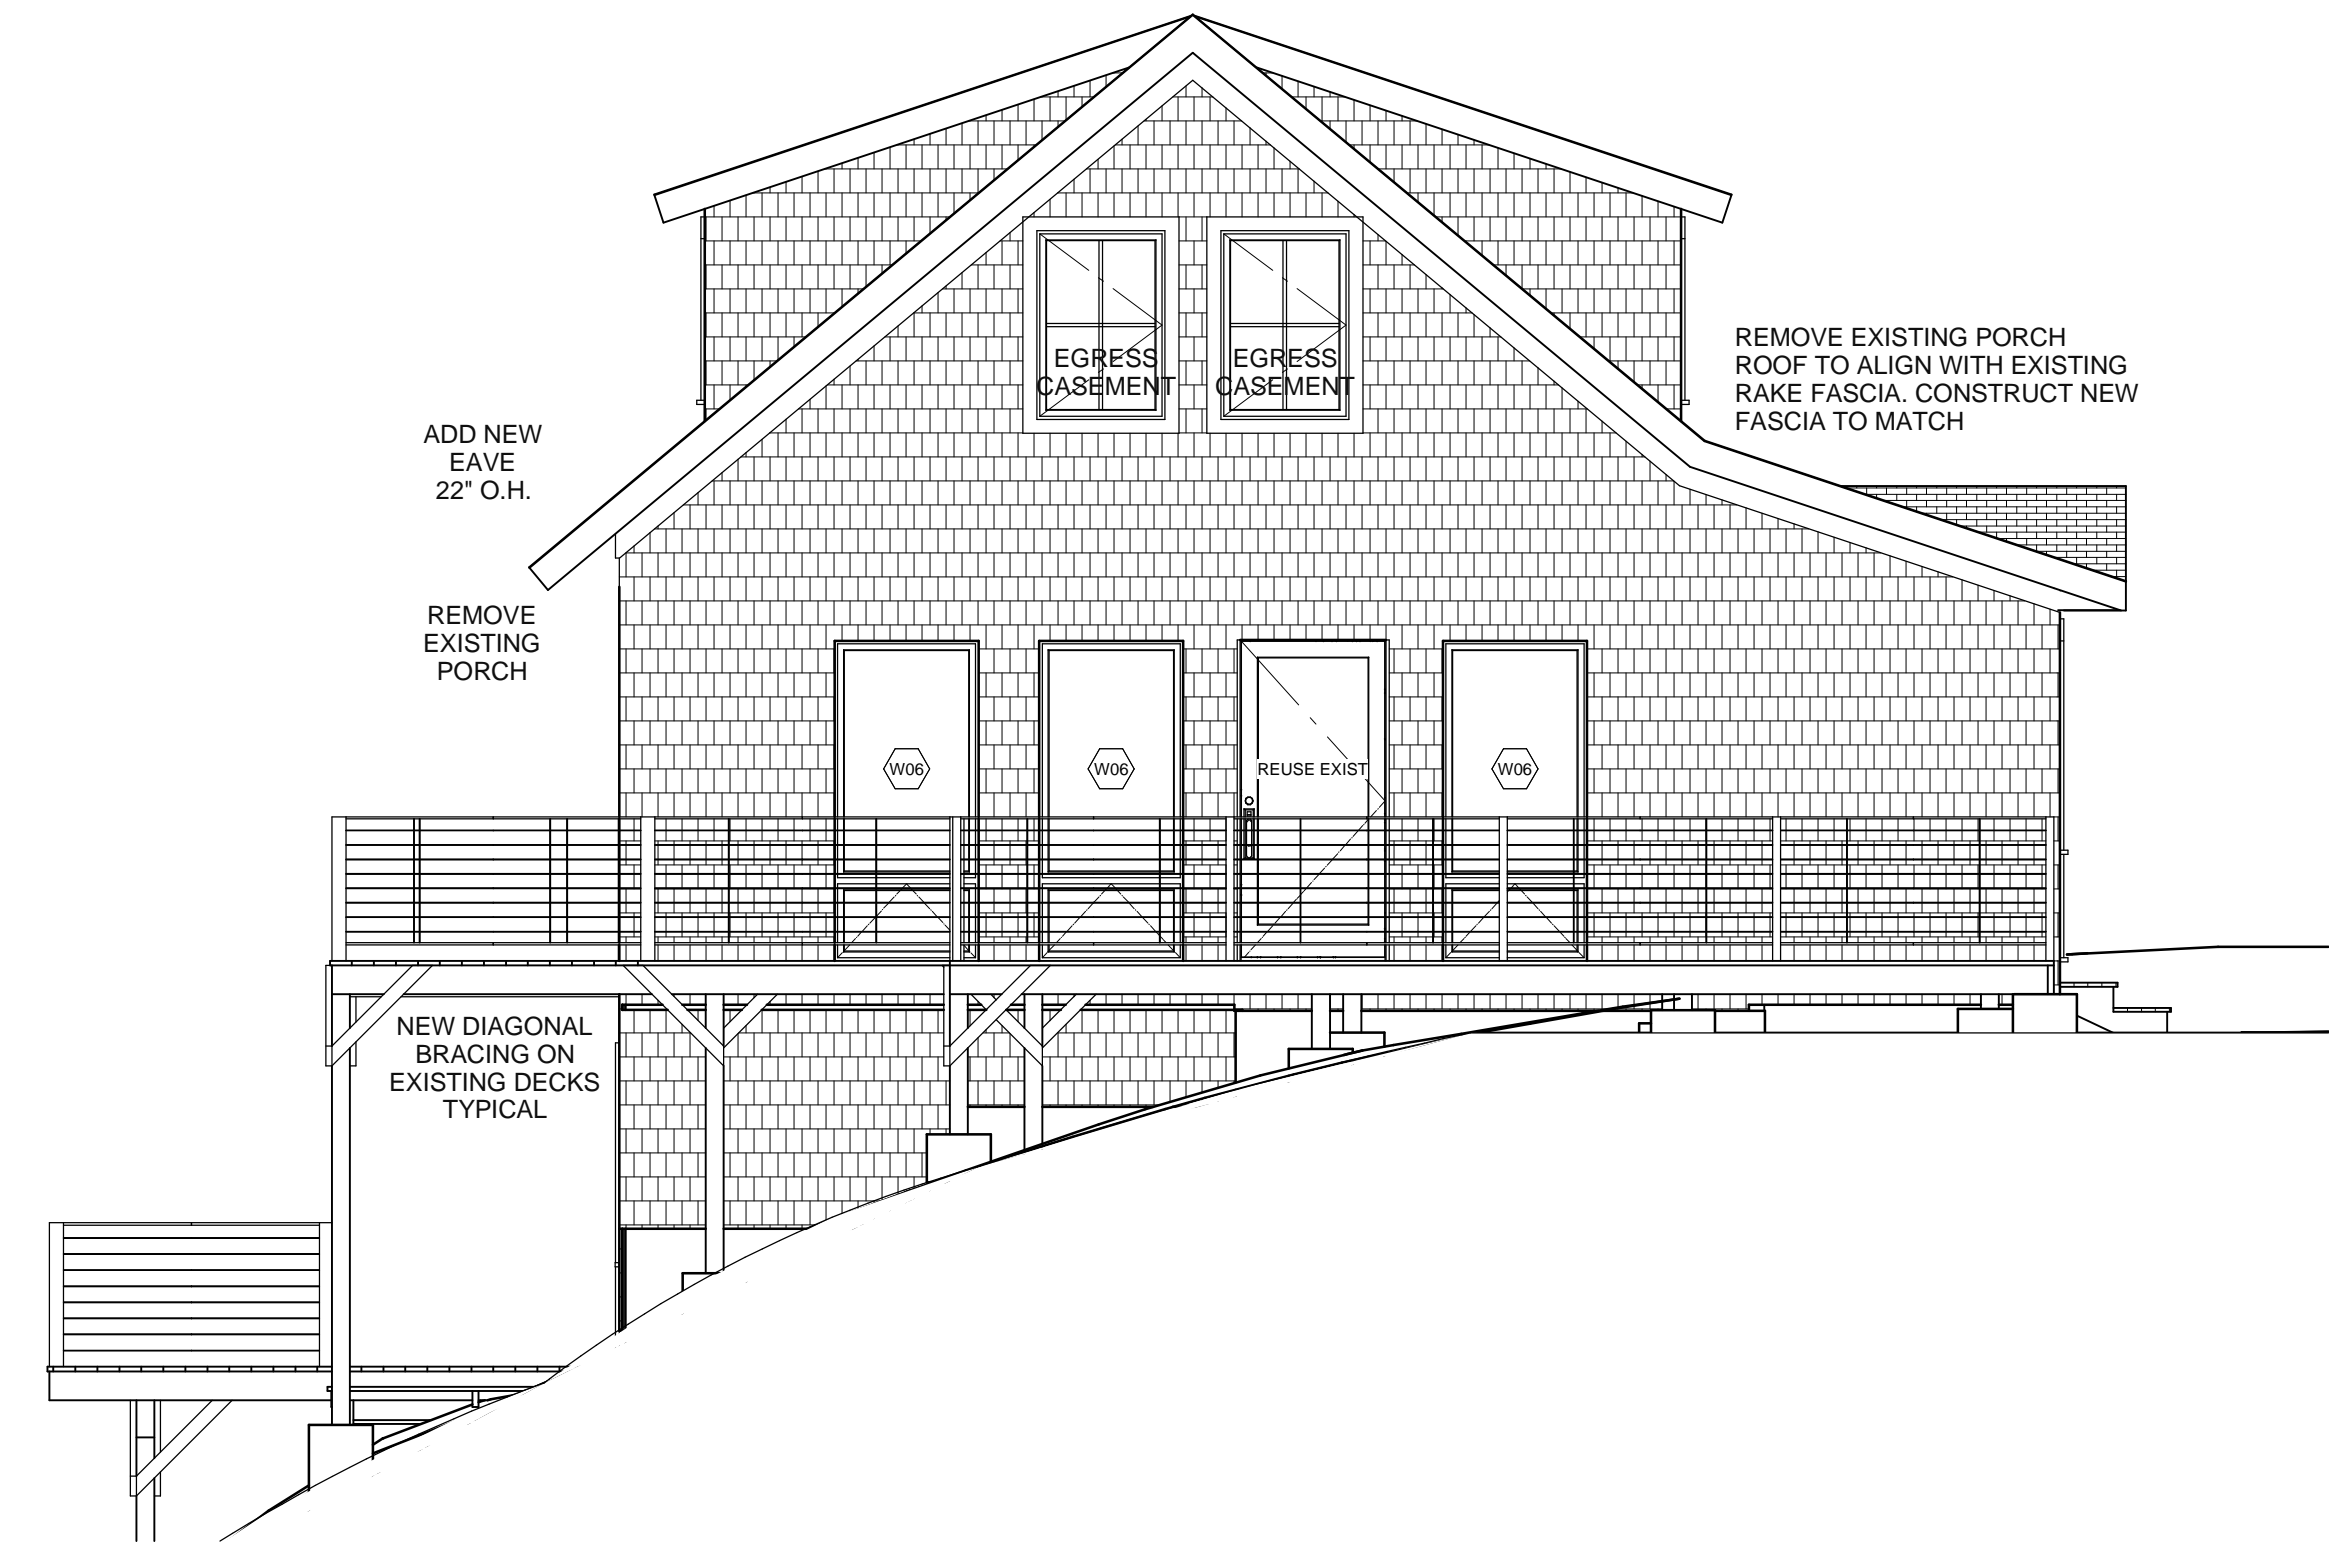 EGRESS
CASEMENT
EGRESS
CASEMENT
REMOVE EXISTING PORCH
ROOF TO ALIGN WITH EXISTING
RAKE FASCIA. CONSTRUCT NEW
FASCIA TO MATCH
ADD NEW
EAVE
22" O.H.
REMOVE
EXISTING
PORCH
W06
W06
REUSE EXIST
W06
NEW DIAGONAL
BRACING ON
EXISTING DECKS
TYPICAL